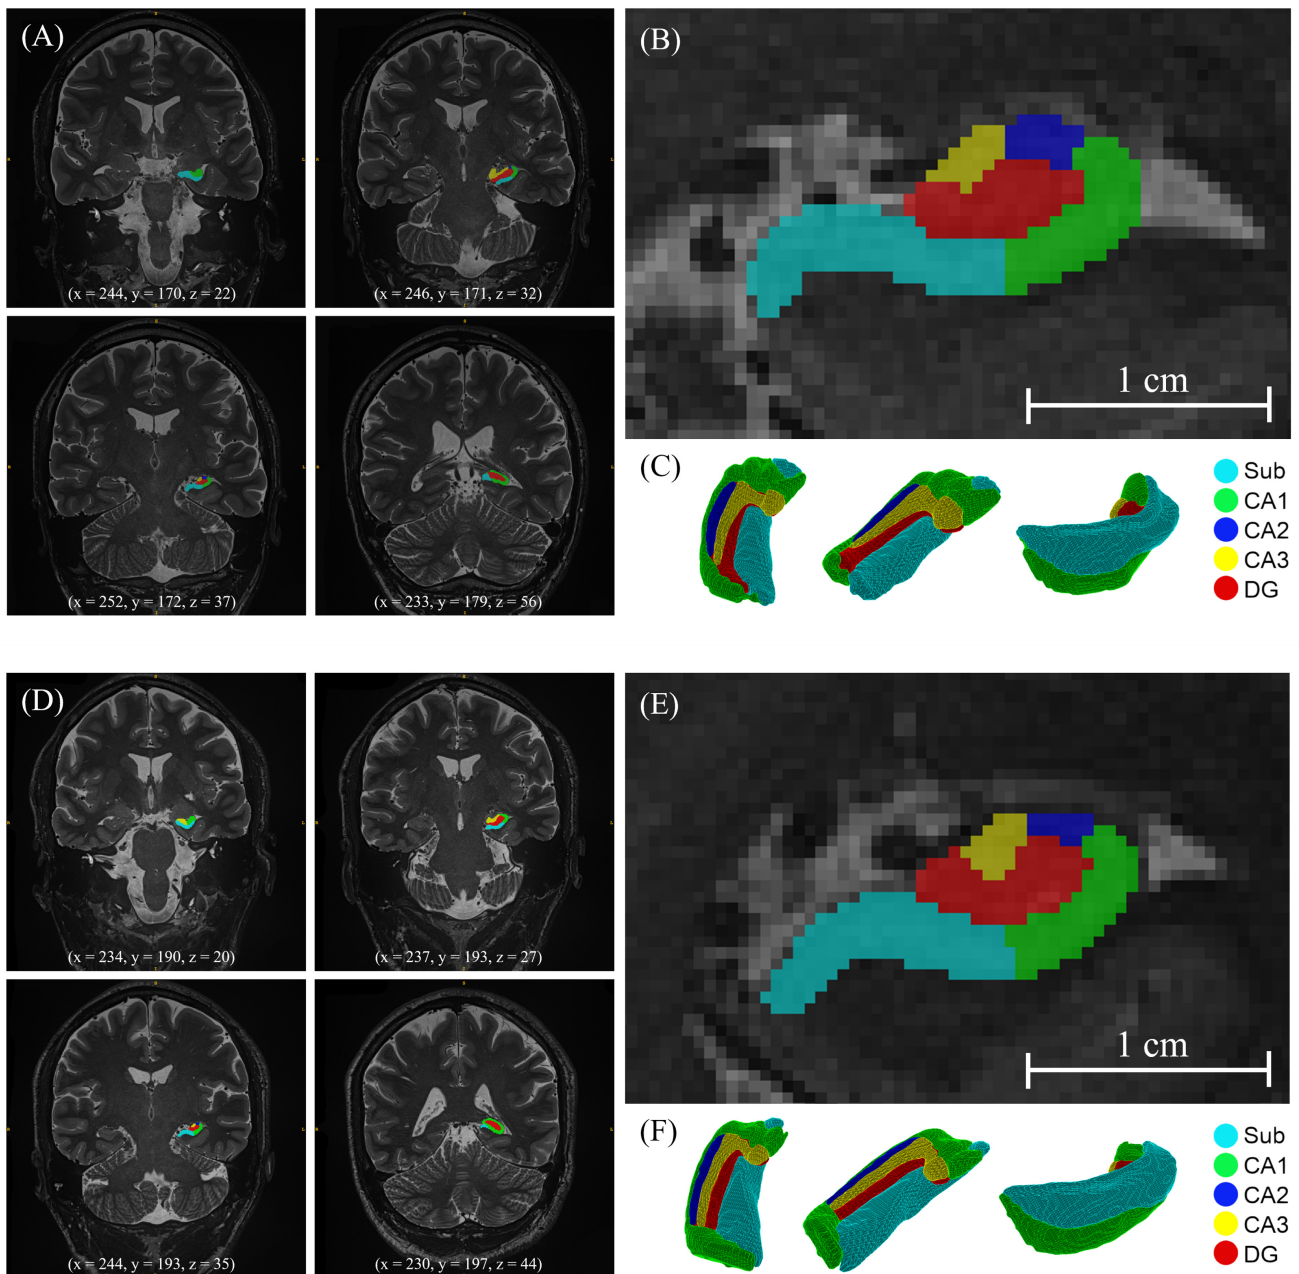 (A)
(x = 244, y = 170, z = 22)
(x = 246, y = 171, z = 32)
(x = 252, y = 172, z = 37)
(x = 233, y = 179, z = 56)
(B)
1 cm
(C)
Sub
CA1
CA2
CA3
DG
(D)
(x = 234, y = 190, z = 20)
(x = 237, y = 193, z = 27)
(x = 244, y = 193, z = 35)
(x = 230, y = 197, z = 44)
(E)
1 cm
(F)
Sub
CA1
CA2
CA3
DG